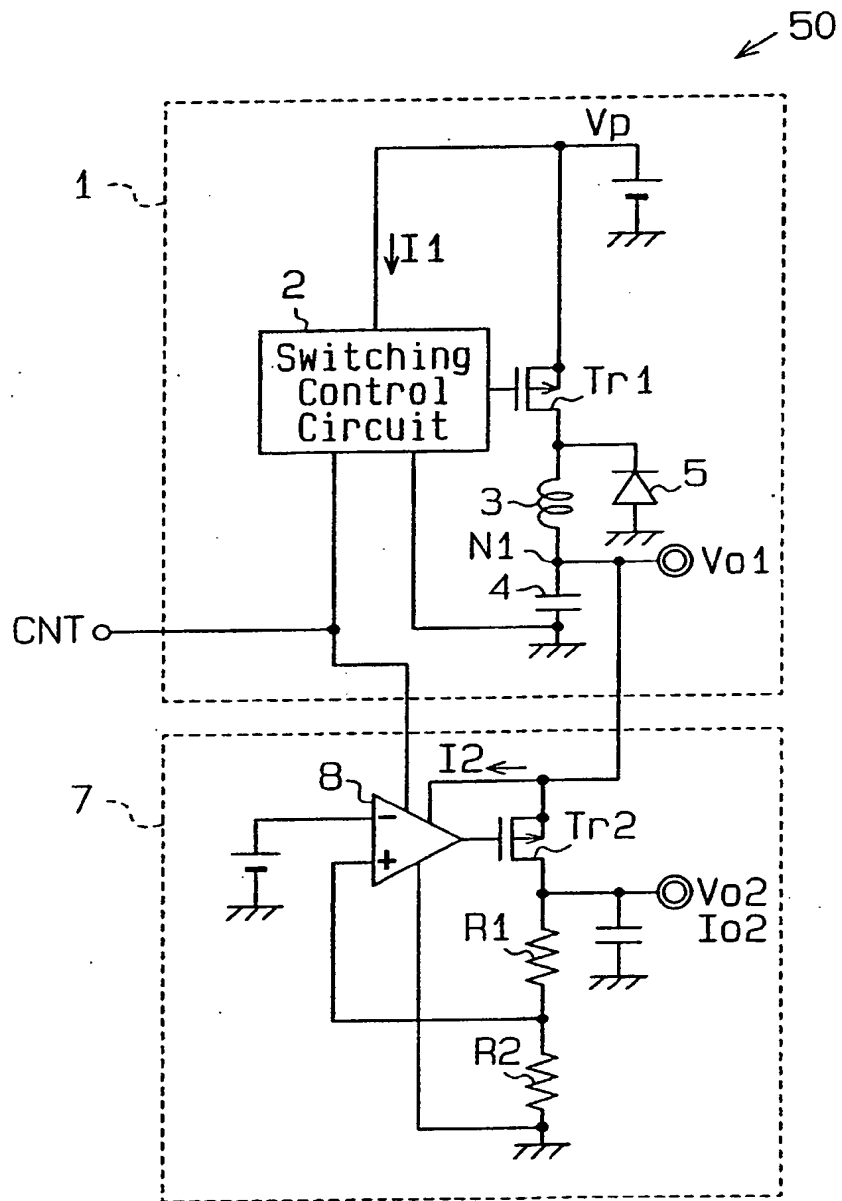 50
Vp
1
I1
2
Switching
Control
Circuit
Tr1
3
5
N1
Vo1
4
CNT
I2
8
7
Tr2
-
+
Vo2
Io2
R1
R2